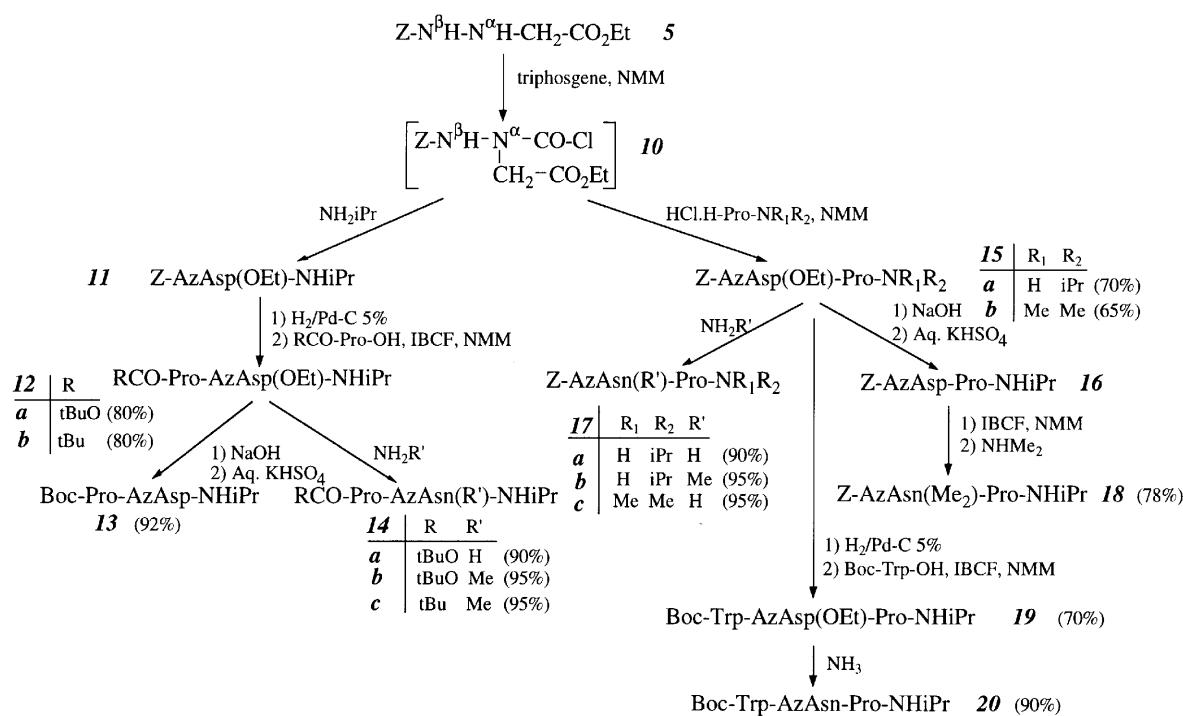 Z-NᵝH-NᵅH-CH₂-CO₂Et 5
triphosgene, NMM
Z-NᵝH-Nᵅ-CO-Cl 10
CH₂-CO₂Et
NH₂iPr
HCl.H-Pro-NR₁R₂, NMM
11 Z-AzAsp(OEt)-NHiPr
Z-AzAsp(OEt)-Pro-NR₁R₂
15 R₁ R₂
a H iPr (70%)
b Me Me (65%)
1) H₂/Pd-C 5%
2) RCO-Pro-OH, IBCF, NMM
NH₂R'
1) NaOH
2) Aq. KHSO₄
12 R
a tBuO (80%)
b tBu (80%)
RCO-Pro-AzAsp(OEt)-NHiPr
Z-AzAsn(R')-Pro-NR₁R₂
17 R₁ R₂ R'
a H iPr H (90%)
b H iPr Me (95%)
c Me Me H (95%)
Z-AzAsp-Pro-NHiPr 16
1) IBCF, NMM
2) NHMe₂
Z-AzAsn(Me₂)-Pro-NHiPr 18 (78%)
1) NaOH
2) Aq. KHSO₄
NH₂R'
Boc-Pro-AzAsp-NHiPr
13 (92%)
RCO-Pro-AzAsn(R')-NHiPr
14 R R'
a tBuO H (90%)
b tBuO Me (95%)
c tBu Me (95%)
1) H₂/Pd-C 5%
2) Boc-Trp-OH, IBCF, NMM
Boc-Trp-AzAsp(OEt)-Pro-NHiPr 19 (70%)
NH₃
Boc-Trp-AzAsn-Pro-NHiPr 20 (90%)